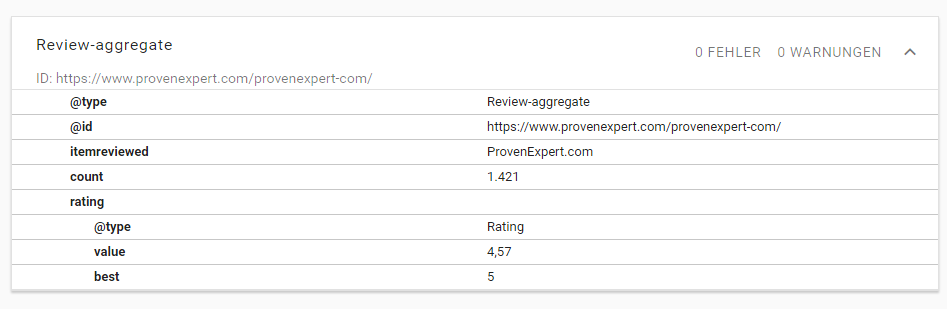 Review-aggregate
0 FEHLER 0 WARNUNGEN
ID: https://www.provenexpert.com/provenexpert-com/
@type Review-aggregate
@id https://www.provenexpert.com/provenexpert-com/
itemreviewed ProvenExpert.com
count 1.421
rating
@type Rating
value 4,57
best 5